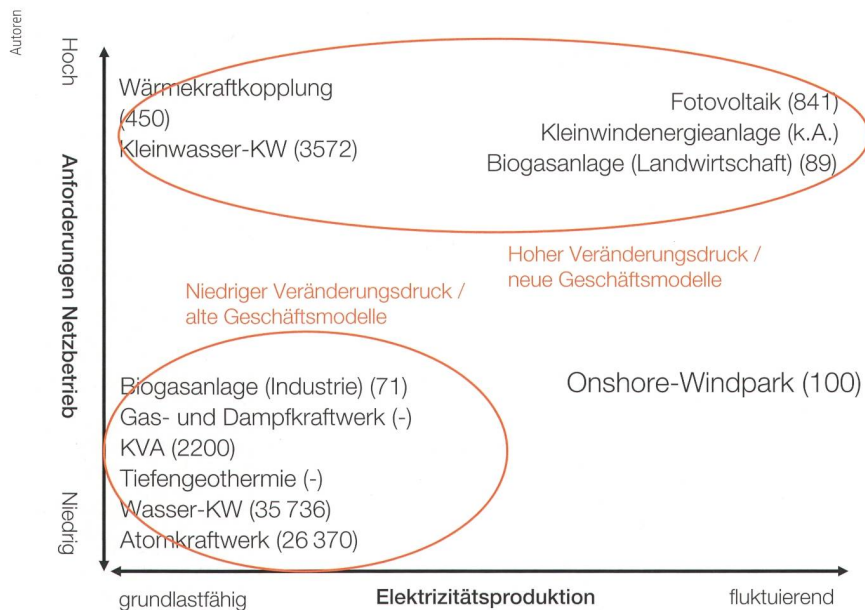 Autoren
Hoch
Anforderungen Netzbetrieb
Niedrig
Wärmekraftkopplung
(450)
Kleinwasser-KW (3572)
Fotovoltaik (841)
Kleinwindenergieanlage (k.A.)
Biogasanlage (Landwirtschaft) (89)
Hoher Veränderungsdruck /
neue Geschäftsmodelle
Niedriger Veränderungsdruck /
alte Geschäftsmodelle
Biogasanlage (Industrie) (71)
Gas- und Dampfkraftwerk (-)
KVA (2200)
Tiefengeothermie (-)
Wasser-KW (35 736)
Atomkraftwerk (26 370)
Onshore-Windpark (100)
grundlastfähig
Elektrizitätsproduktion
fluktuierend